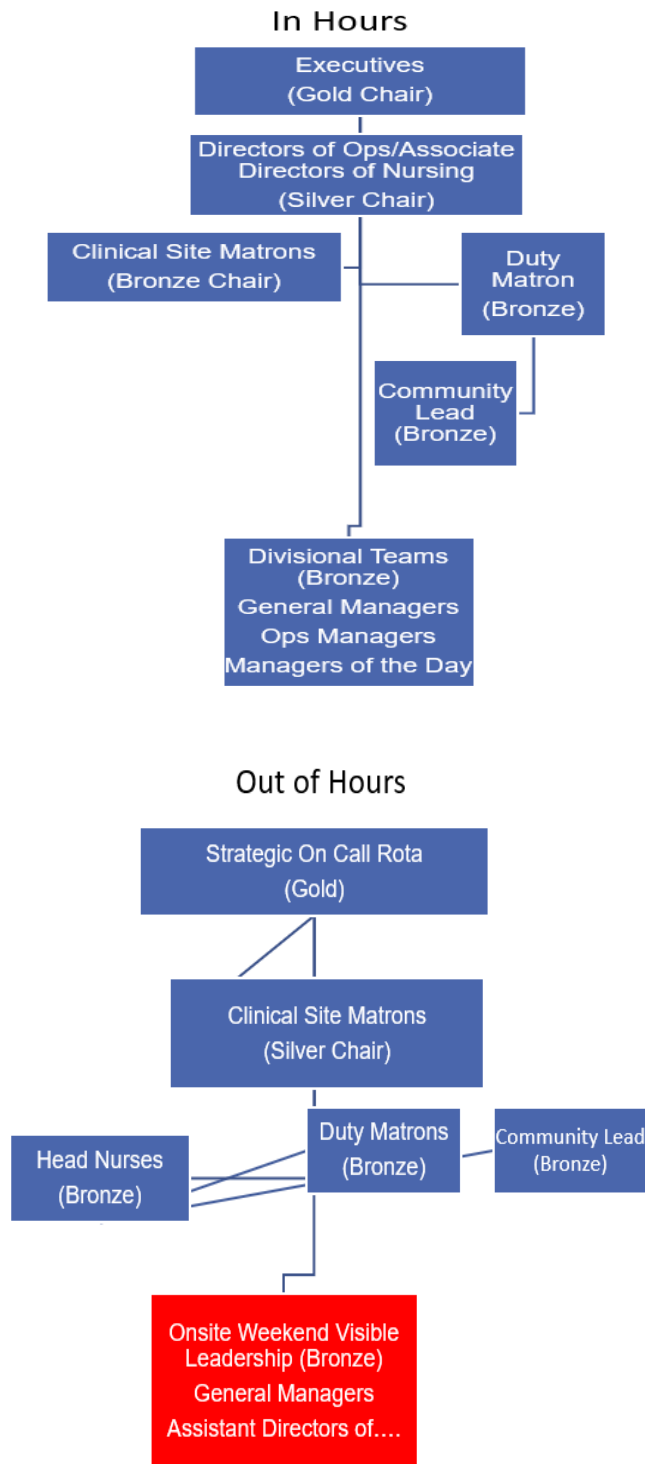 In Hours
Executives
(Gold Chair)
Directors of Ops/Associate
Directors of Nursing
(Silver Chair)
Clinical Site Matrons
(Bronze Chair)
Duty
Matron
(Bronze)
Community
Lead
(Bronze)
Divisional Teams
(Bronze)
General Managers
Ops Managers
Managers of the Day
Out of Hours
Strategic On Call Rota
(Gold)
Clinical Site Matrons
(Silver Chair)
Head Nurses
(Bronze)
Duty Matrons
(Bronze)
Community Lead
(Bronze)
Onsite Weekend Visible
Leadership (Bronze)
General Managers
Assistant Directors of....